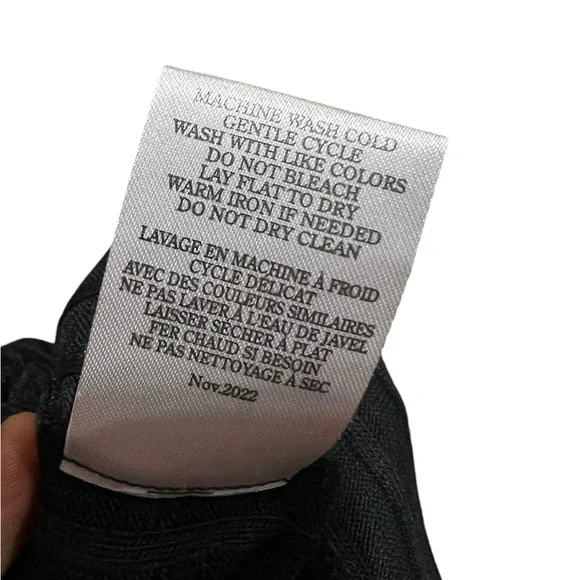 MACHINE WASH COLD
GENTLE CYCLE
WASH WITH LIKE COLORS
DO NOT BLEACH
LAY FLAT TO DRY
WARM IRON IF NEEDED
DO NOT DRY CLEAN
LAVAGE EN MACHINE À FROID
CYCLE DÉLICAT
AVEC DES COULEURS SIMILAIRES
NE PAS LAVER À L'EAU DE JAVEL
LAISSER SÉCHER À PLAT
FER CHAUD SI BESOIN
NE PAS NETTOYAGE À SEC
Nov.2022